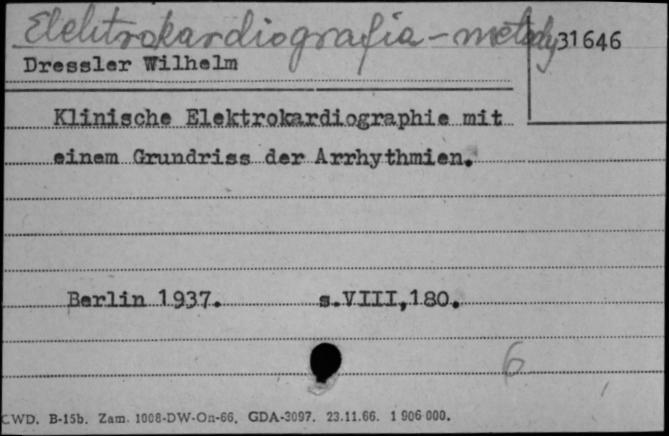 Elektrokardiografia - metody
31646
Dressler Wilhelm
Klinische Elektrokardiographie mit
einem Grundriss der Arrhythmien.
Berlin 1937. s.VIII,180.
6
CWD. B-15b. Zam. 1008-DW-On-66. GDA-3097. 23.11.66. 1 906 000.